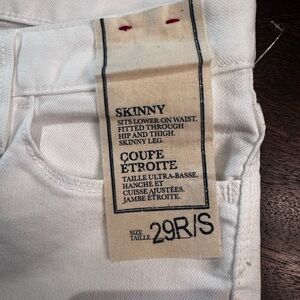 SKINNY
SITS LOWER ON WAIST.
FITTED THROUGH
HIP AND THIGH.
SKINNY LEG.
COUPE
ÉTROITE
TAILLE ULTRA-BASSE.
HANCHE ET
CUISSE AJUSTÉES.
JAMBE ÉTROITE.
SIZE
TAILLE 29R/S